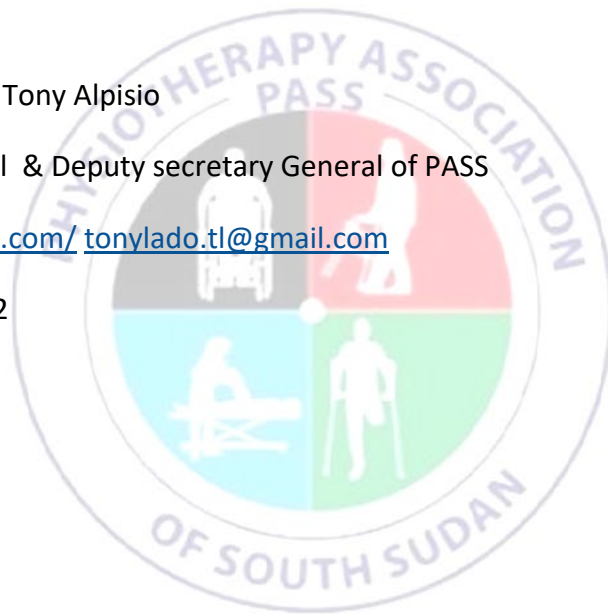 PHYSIOTHERAPY ASSOCIATION
PASS
Tony Alpisio
l & Deputy secretary General of PASS
.com/ tonylado.tl@gmail.com
2
OF SOUTH SUDAN